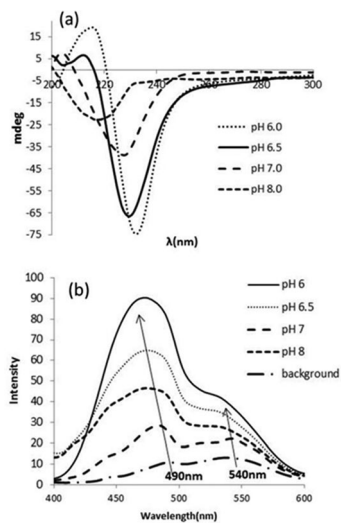 (a)
15
5
-5
-15
-25
-35
-45
-55
-65
-75
mdeg
200 220 240 260 280 300
pH 6.0
pH 6.5
pH 7.0
pH 8.0
λ(nm)
(b)
100
90
80
70
60
50
40
30
20
10
0
Intensity
pH 6
pH 6.5
pH 7
pH 8
background
490nm
540nm
400 450 500 550 600
Wavelength(nm)